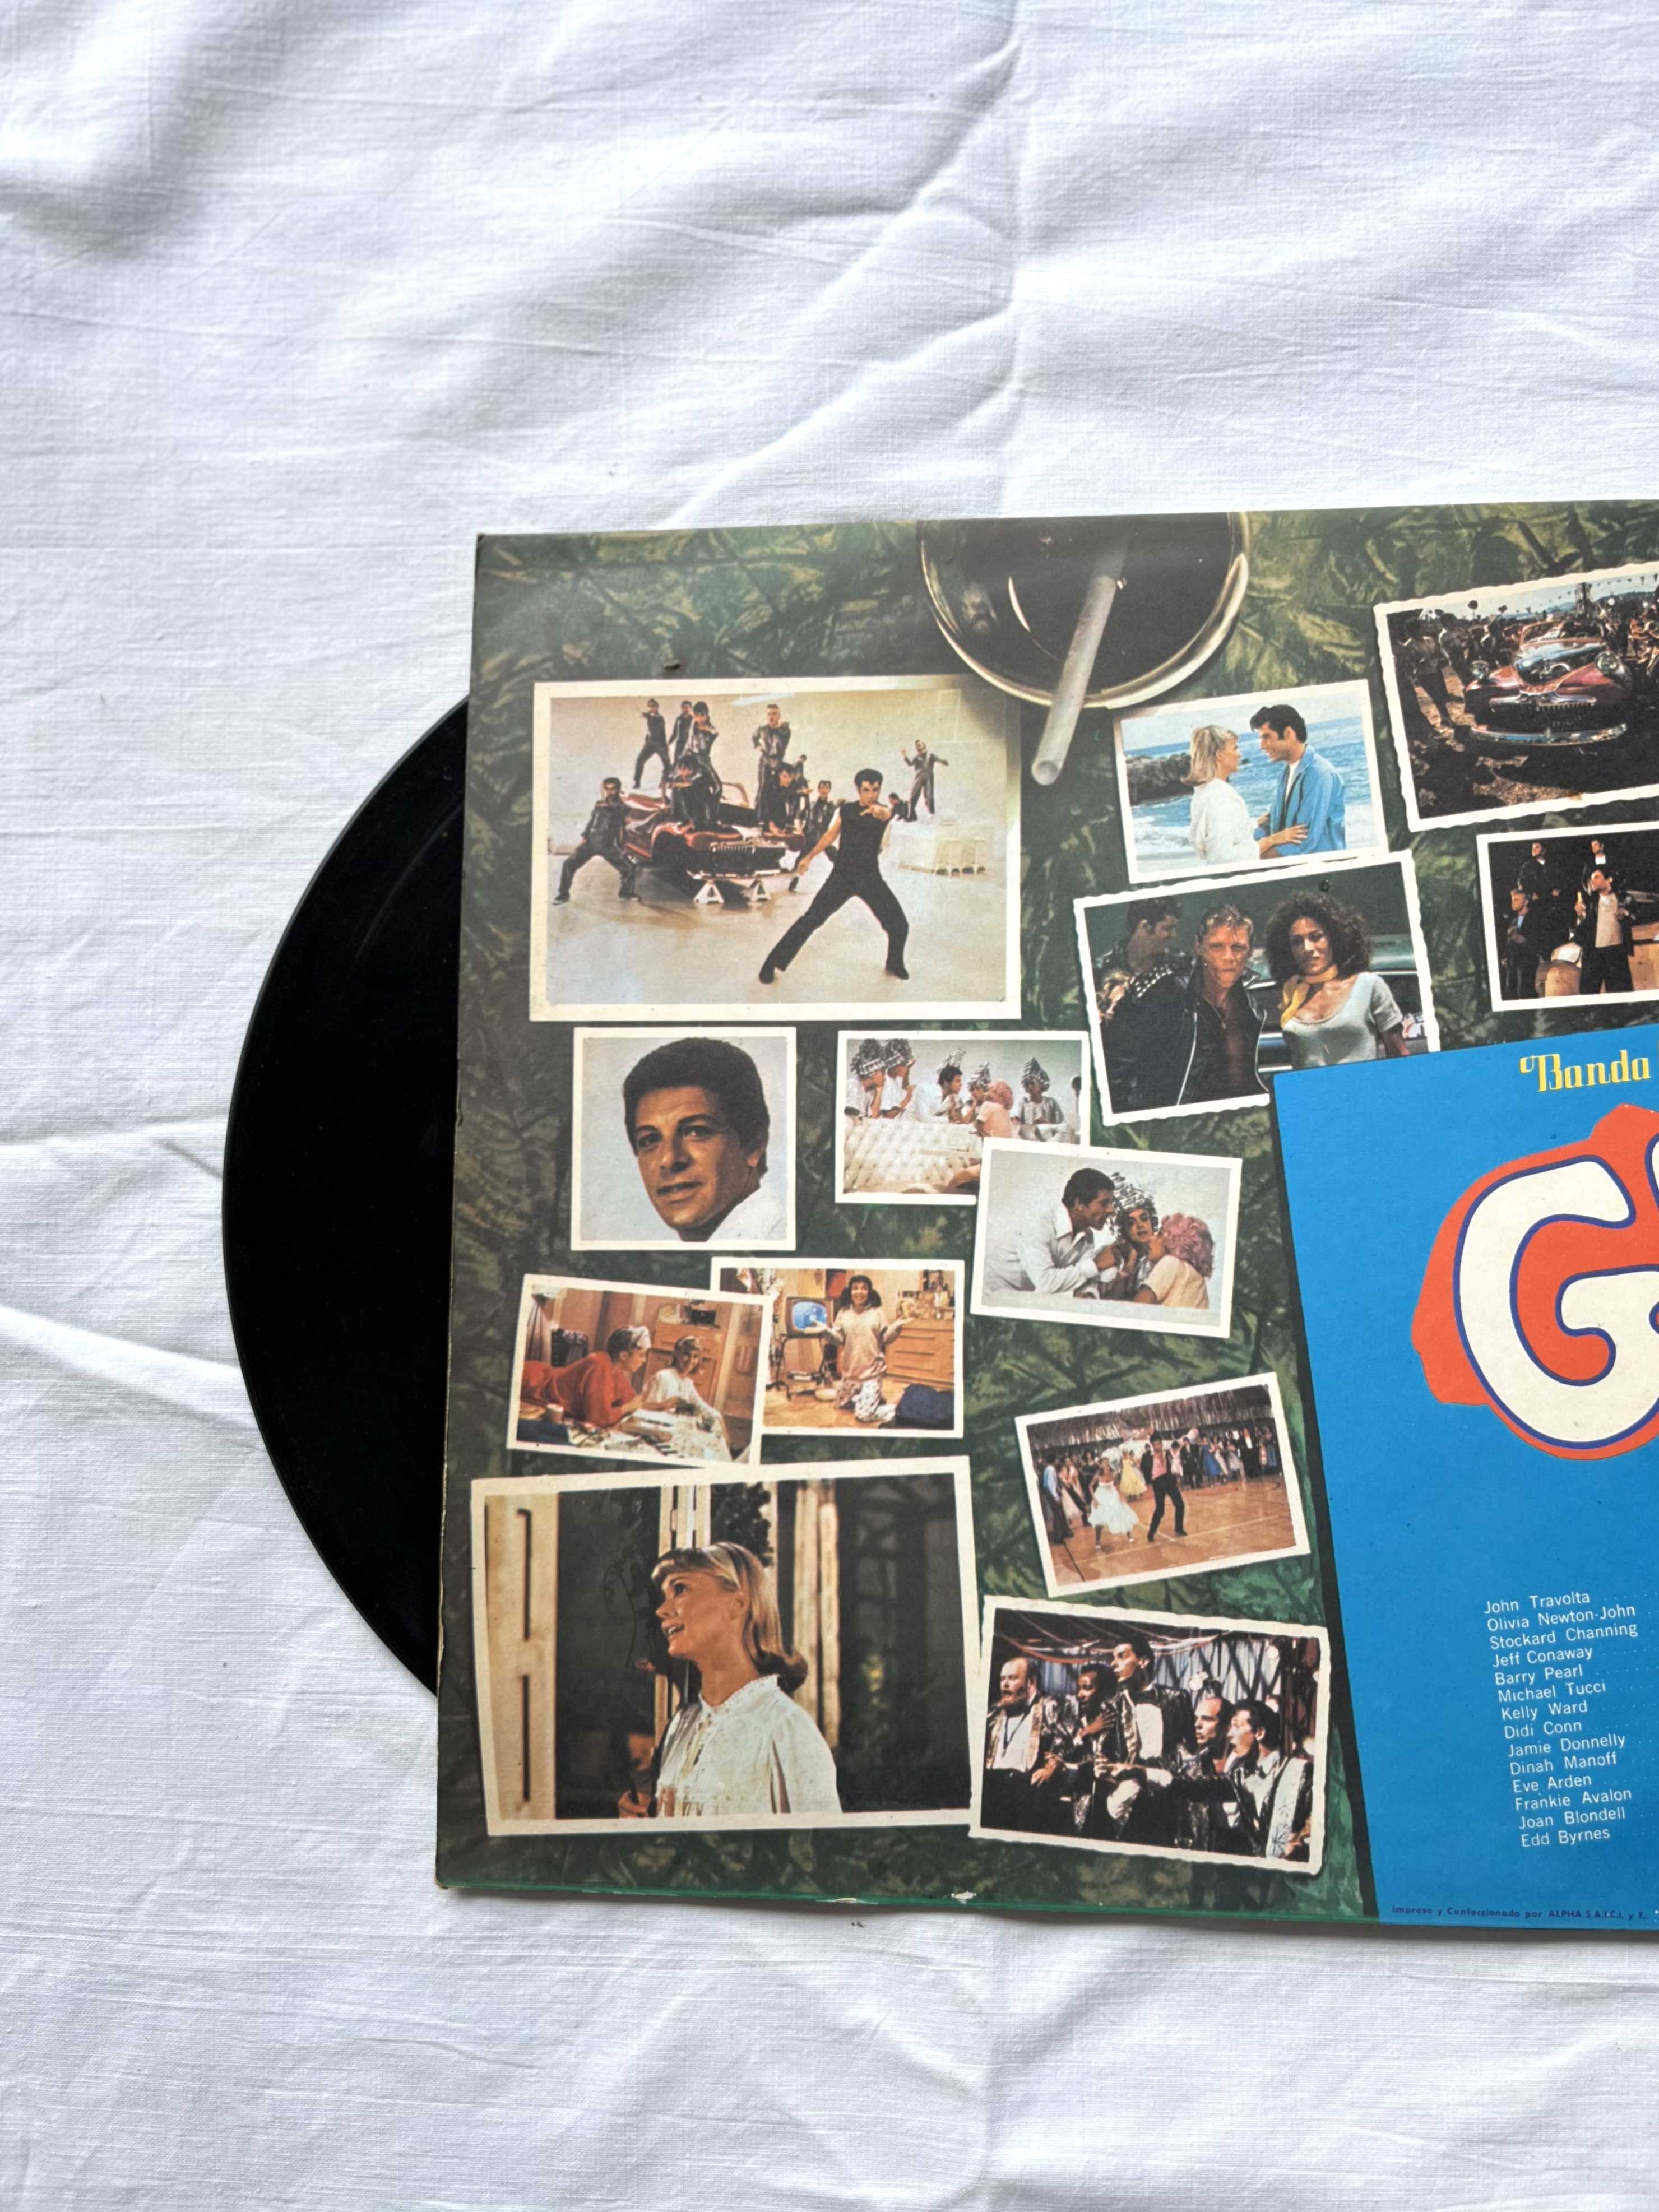 Banda
G
John Travolta
Olivia Newton-John
Stockard Channing
Jeff Conaway
Barry Pearl
Michael Tucci
Kelly Ward
Didi Conn
Jamie Donnelly
Dinah Manoff
Eve Arden
Frankie Avalon
Joan Blondell
Edd Byrnes
Impreso y Confeccionado por ALPHA S.A.I.C.I. y F.